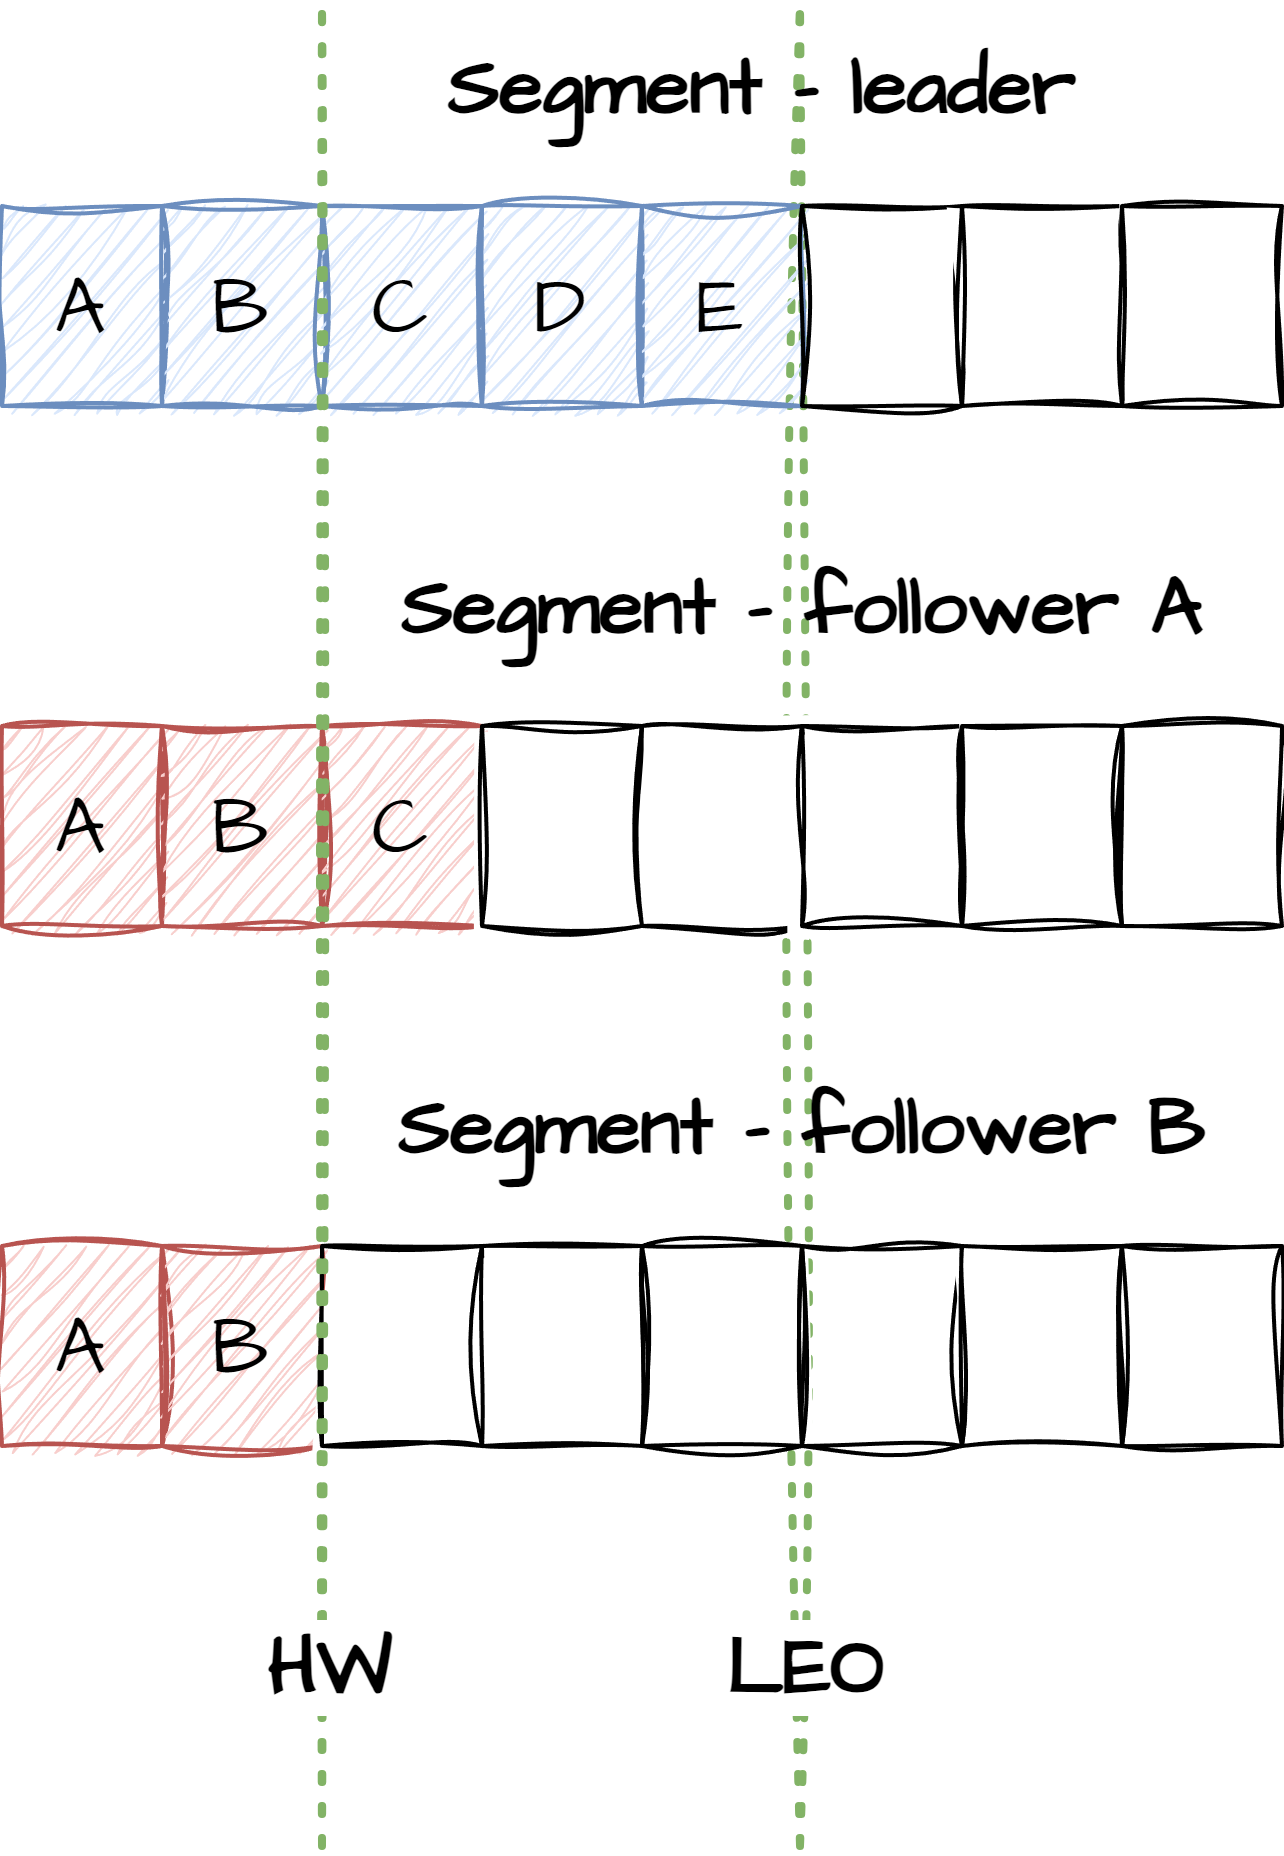 Segment - leader
A B C D E
Segment - follower A
A B C
Segment - follower B
A B
HW LEO